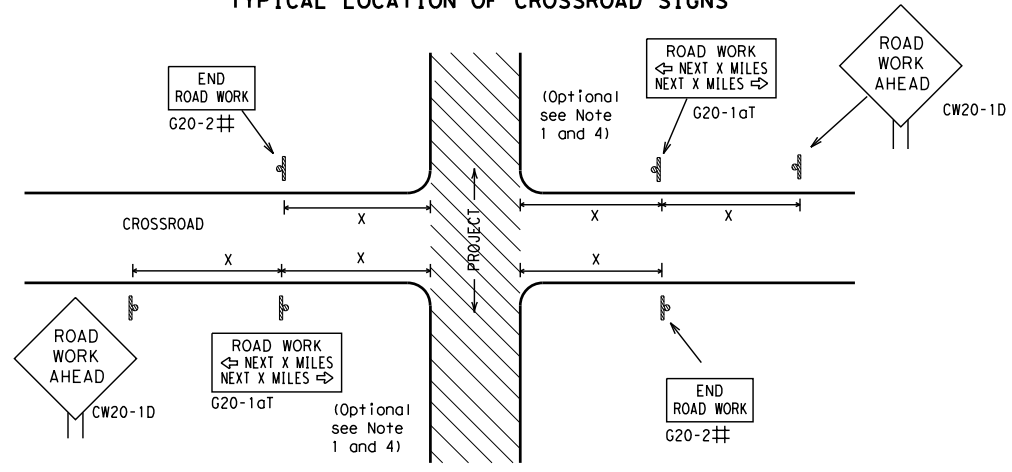 TYPICAL LOCATION OF CROSSROAD SIGNS
END
ROAD WORK
G20-2#
(Optional
see Note
1 and 4)
ROAD WORK
⇦ NEXT X MILES
NEXT X MILES ⇨
G20-1aT
ROAD
WORK
AHEAD
CW20-1D
CROSSROAD
X
X
X
PROJECT
X
X
X
ROAD
WORK
AHEAD
CW20-1D
ROAD WORK
⇦ NEXT X MILES
NEXT X MILES ⇨
G20-1aT
(Optional
see Note
1 and 4)
END
ROAD WORK
G20-2#